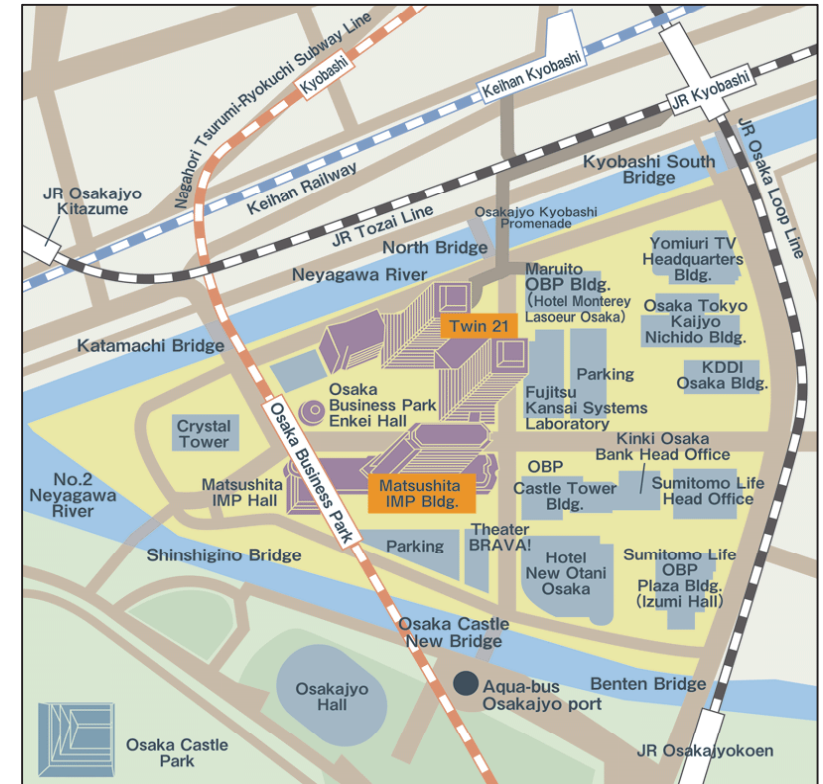 Nagahori Tsurumi-Ryokuchi Subway Line
Kyobashi
Keihan Kyobashi
JR Kyobashi
JR Osaka Loop Line
Kyobashi South
Bridge
Keihan Railway
JR Osakajyo
Kitazume
JR Tozai Line
Osakajyo Kyobashi
Promenade
North Bridge
Neyagawa River
Yomiuri TV
Headquarters
Bldg.
Maruito
OBP Bldg.
(Hotel Monterey
Lasoeur Osaka)
Osaka Tokyo
Kaijyo
Nichido Bldg.
Twin 21
Katamachi Bridge
KDDI
Osaka Bldg.
Parking
Fujitsu
Kansai Systems
Laboratory
Osaka
Business Park
Enkei Hall
Crystal
Tower
Osaka Business Park
Kinki Osaka
Bank Head Office
OBP
Castle Tower
Bldg.
Sumitomo Life
Head Office
No.2
Neyagawa
River
Matsushita
IMP Hall
Matsushita
IMP Bldg.
Theater
BRAVA!
Parking
Shinshigino Bridge
Hotel
New Otani
Osaka
Sumitomo Life
OBP
Plaza Bldg.
(Izumi Hall)
Osaka Castle
New Bridge
Osakajyo
Hall
Aqua-bus
Osakajyo port
Benten Bridge
Osaka Castle
Park
JR Osakajyokoen